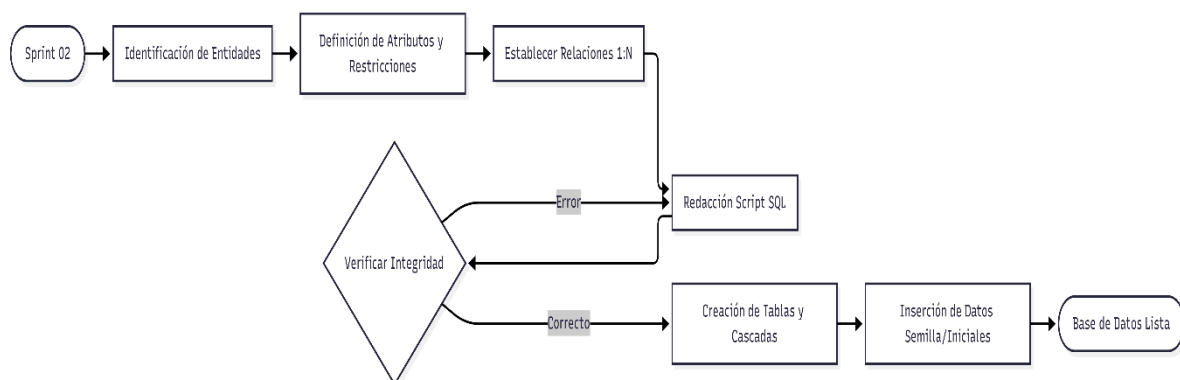 Sprint 02
Identificación de Entidades
Definición de Atributos y
Restricciones
Establecer Relaciones 1:N
Error
Redacción Script SQL
Verificar Integridad
Correcto
Creación de Tablas y
Cascadas
Inserción de Datos
Semilla/Iniciales
Base de Datos Lista